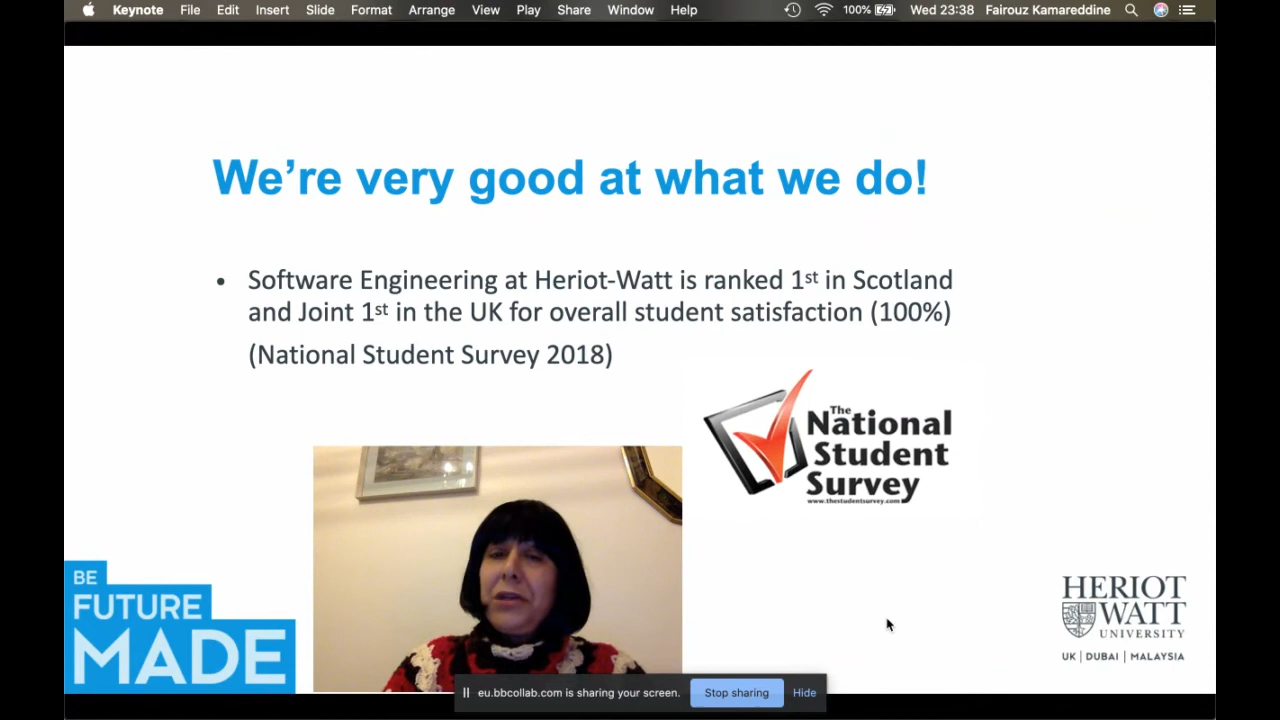 Keynote File Edit Insert Slide Format Arrange View Play Share Window Help 100% Wed 23:38 Fairouz Kamareddine
We’re very good at what we do!
• Software Engineering at Heriot-Watt is ranked 1st in Scotland
and Joint 1st in the UK for overall student satisfaction (100%)
(National Student Survey 2018)
The
National
Student
Survey
www.thestudentsurvey.com
BE
FUTURE
MADE
HERIOT
WATT
UNIVERSITY
UK | DUBAI | MALAYSIA
eu.bbcollab.com is sharing your screen. Stop sharing Hide